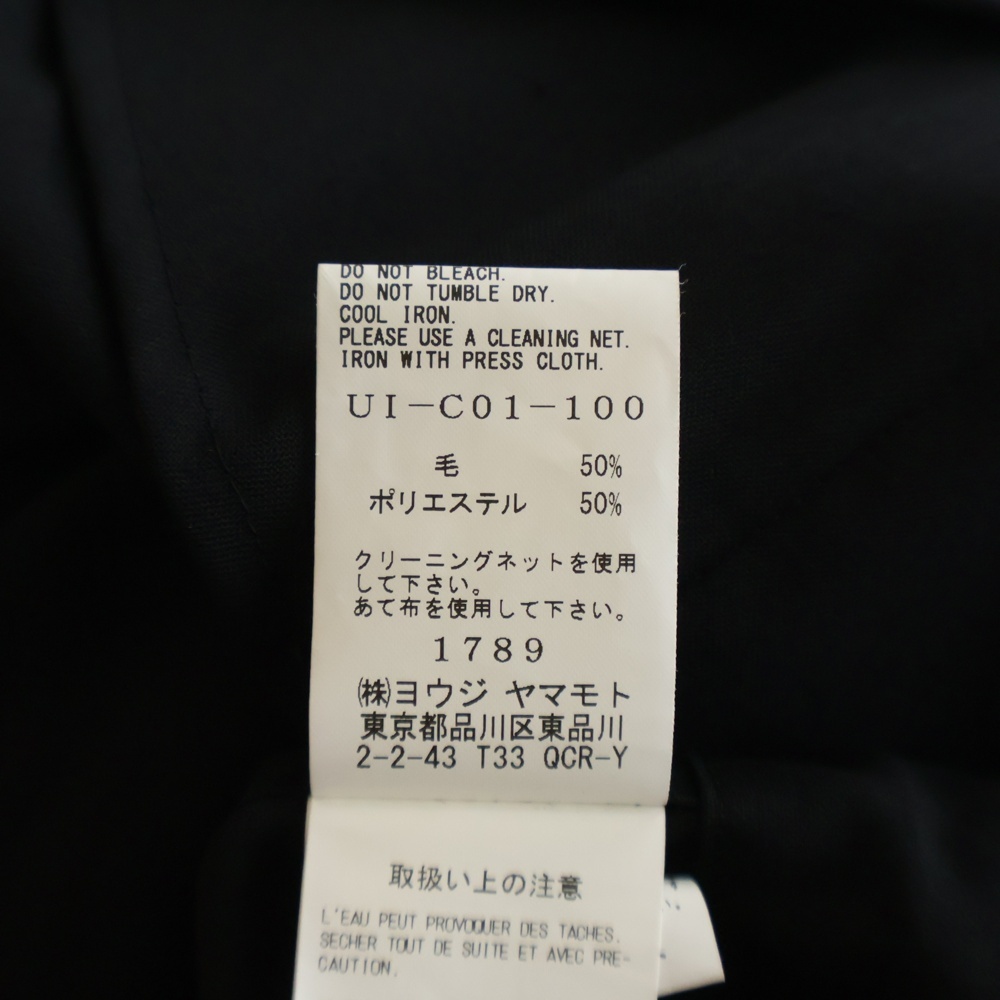 DO NOT BLEACH.
DO NOT TUMBLE DRY.
COOL IRON.
PLEASE USE A CLEANING NET.
IRON WITH PRESS CLOTH.
UI-C01-100
毛 50%
ポリエステル 50%
クリーニングネットを使用
して下さい。
あて布を使用して下さい。
1789
㈱ヨウジ ヤマモト
東京都品川区東品川
2-2-43 T33 QCR-Y
取扱い上の注意
L'EAU PEUT PROVOQUER DES TACHES.
SECHER TOUT DE SUITE ET AVEC PRE-
CAUTION.